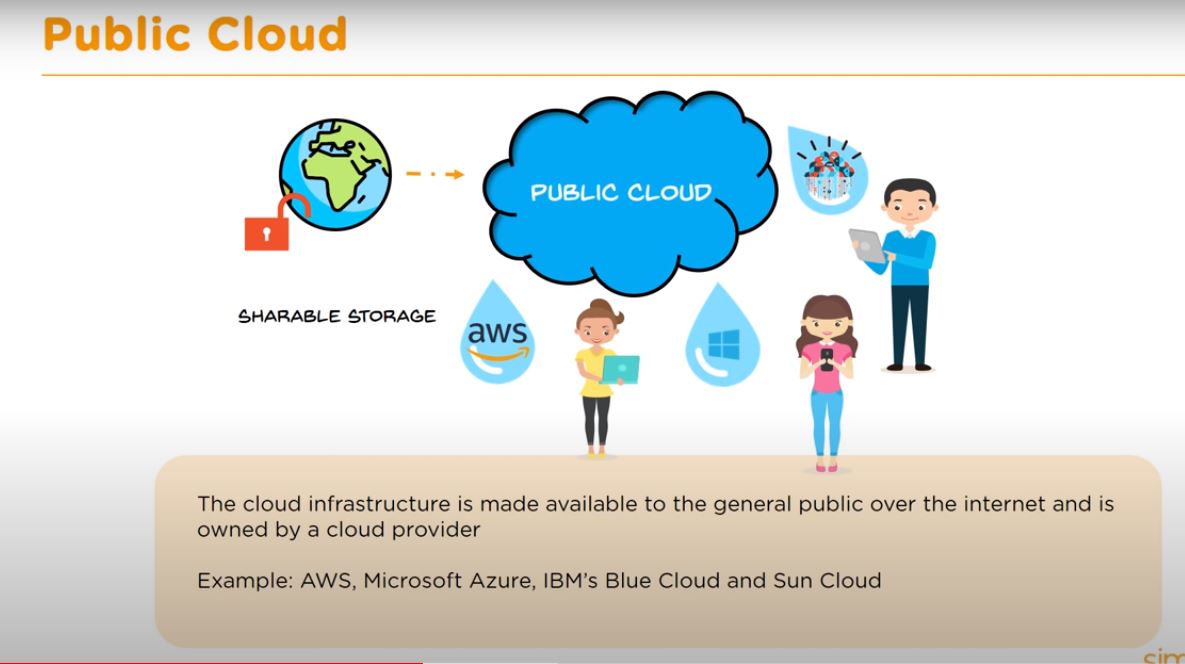 Public Cloud
PUBLIC CLOUD
SHARABLE STORAGE
aws
The cloud infrastructure is made available to the general public over the internet and is
owned by a cloud provider
Example: AWS, Microsoft Azure, IBM's Blue Cloud and Sun Cloud